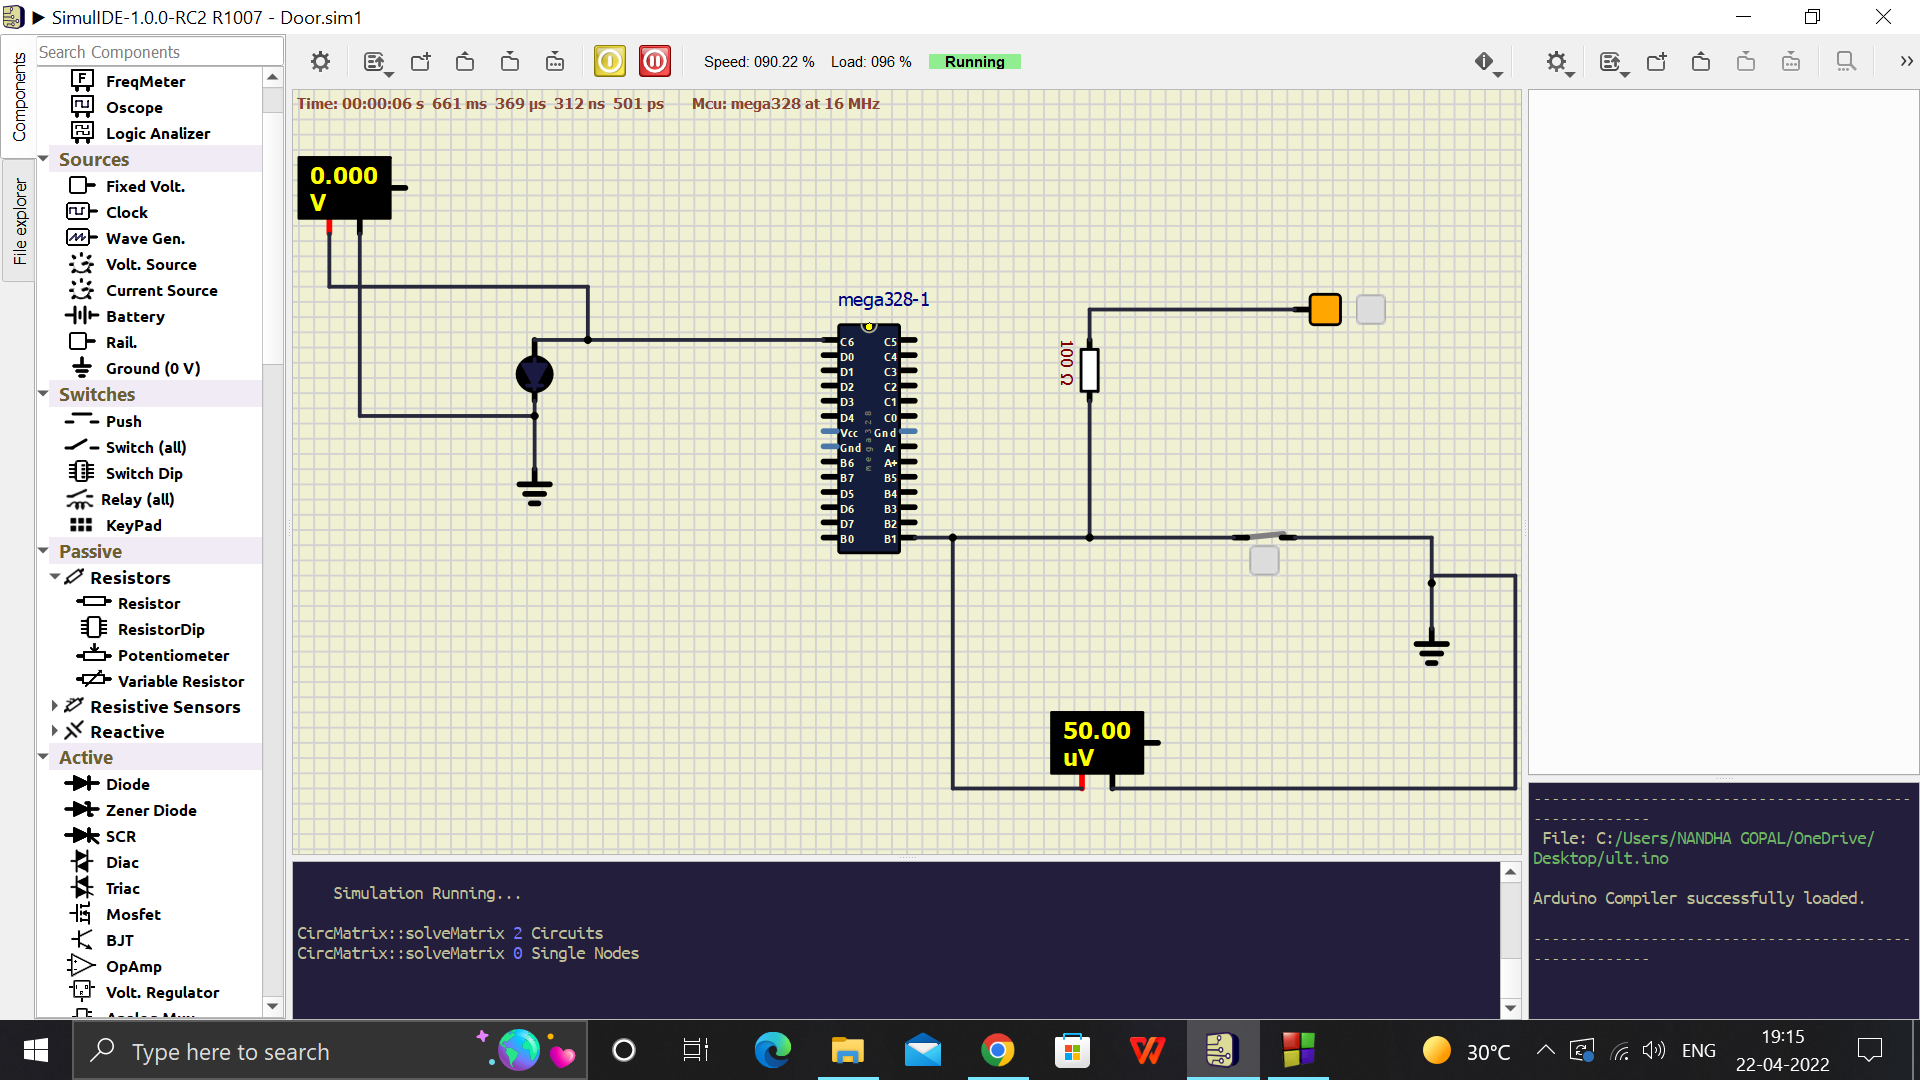 SimulIDE-1.0.0-RC2 R1007 - Door.sim1
Components
File explorer
Search Components
FreqMeter
Oscope
Logic Analizer
Sources
Fixed Volt.
Clock
Wave Gen.
Volt. Source
Current Source
Battery
Rail.
Ground (0 V)
Switches
Push
Switch (all)
Switch Dip
Relay (all)
KeyPad
Passive
Resistors
Resistor
ResistorDip
Potentiometer
Variable Resistor
Resistive Sensors
Reactive
Active
Diode
Zener Diode
SCR
Diac
Triac
Mosfet
BJT
OpAmp
Volt. Regulator
Speed: 090.22 % Load: 096 % Running
Time: 00:00:06 s 661 ms 369 µs 312 ns 501 ps Mcu: mega328 at 16 MHz
0.000
V
mega328-1
C6 C5
D0 C4
D1 C3
D2 C2
D3 C1
D4 C0
Vcc Gnd
Gnd Ar
B6 A+
B7 B5
D5 B4
D6 B3
D7 B2
B0 B1
mega328
100 Ω
50.00
uV
Simulation Running...
CircMatrix::solveMatrix 2 Circuits
CircMatrix::solveMatrix 0 Single Nodes
---------------------------------------
------------
File: C:/Users/NANDHA GOPAL/OneDrive/
Desktop/ult.ino
Arduino Compiler successfully loaded.
---------------------------------------
------------
Type here to search
30°C
ENG
19:15
22-04-2022